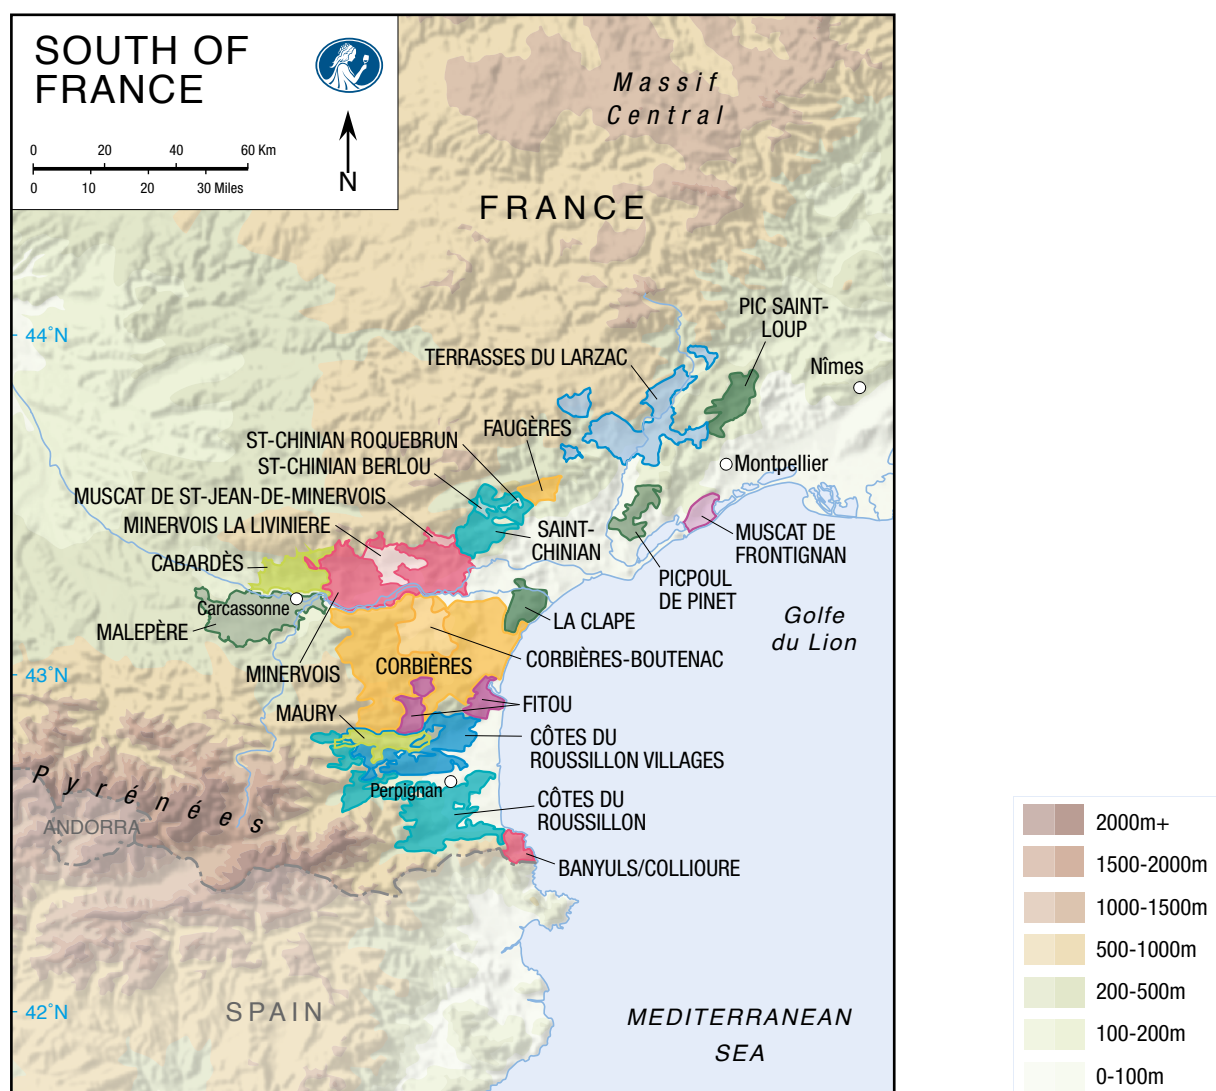 SOUTH OF
FRANCE
0 20 40 60 Km
0 10 20 30 Miles
N
Massif
Central
FRANCE
PIC SAINT-
LOUP
44°N
TERRASSES DU LARZAC
Nîmes
FAUGÈRES
ST-CHINIAN ROQUEBRUN
ST-CHINIAN BERLOU
Montpellier
MUSCAT DE ST-JEAN-DE-MINERVOIS
MINERVOIS LA LIVINIERE
SAINT-
CHINIAN
MUSCAT DE
FRONTIGNAN
CABARDÈS
PICPOUL
DE PINET
Carcassonne
MALEPÈRE
LA CLAPE
Golfe
du Lion
CORBIÈRES-BOUTENAC
CORBIÈRES
MINERVOIS
43°N
FITOU
MAURY
CÔTES DU
ROUSSILLON VILLAGES
Pyrénées
Perpignan
CÔTES DU
ROUSSILLON
ANDORRA
BANYULS/COLLIOURE
SPAIN
42°N
MEDITERRANEAN
SEA
2000m+
1500-2000m
1000-1500m
500-1000m
200-500m
100-200m
0-100m